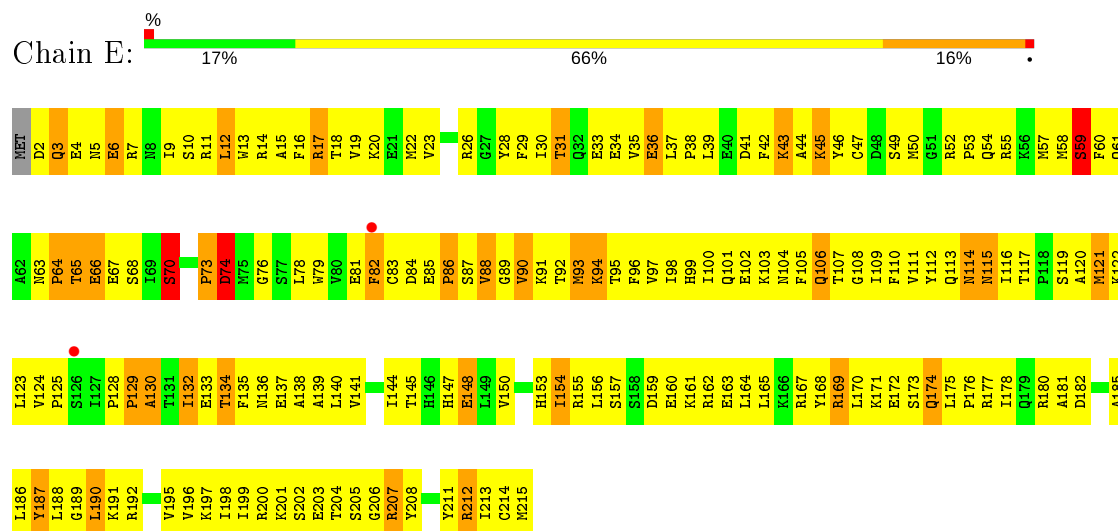 %
Chain E:
17% 66% 16% •
MET D2 Q3 E4 N5 E6 R7 N8 I9 S10 R11 L12 W13 R14 A15 F16 R17 T18 V19 K20 E21 M22 V23 R26 G27 Y28 F29 I30 T31 Q32 E33 E34 V35 E36 L37 P38 L39 E40 D41 F42 K43 A44 K45 Y46 C47 D48 S49 M50 G51 R52 P53 Q54 R55 K56 M57 M58 S59 F60 Q61
A62 N63 P64 T65 E66 E67 S68 I69 S70 P73 D74 M75 G76 S77 L78 W79 V80 E81 F82 C83 D84 E85 P86 S87 V88 G89 V90 K91 T92 M93 K94 T95 F96 V97 I98 H99 I100 Q101 E102 K103 N104 F105 Q106 T107 G108 I109 F110 V111 Y112 Q113 N114 N115 I116 T117 P118 S119 A120 M121 K122
L123 V124 P125 S126 I127 P128 P129 A130 T131 I132 E133 T134 F135 N136 E137 A138 A139 L140 V141 I144 T145 H146 H147 E148 L149 V150 H153 I154 R155 L156 S157 S158 D159 E160 K161 R162 E163 L164 L165 K166 R167 Y168 R169 L170 K171 E172 S173 Q174 L175 P176 R177 I178 Q179 R180 A181 D182 A185
L186 Y187 L188 G189 L190 K191 R192 V195 V196 K197 I198 I199 R200 K201 S202 E203 T204 S205 G206 R207 Y208 Y211 R212 I213 C214 M215